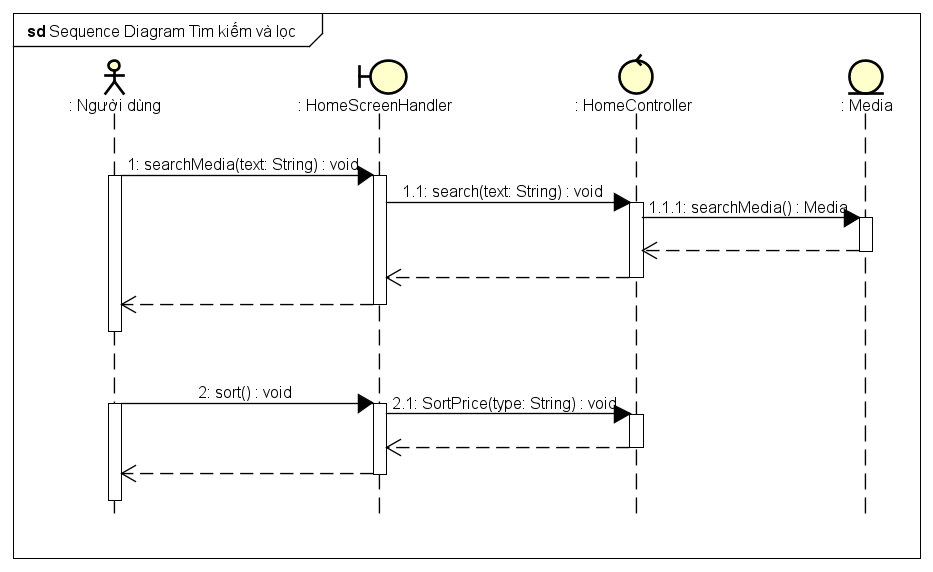 sd Sequence Diagram Tìm kiếm và lọc
: Người dùng
: HomeScreenHandler
: HomeController
: Media
1: searchMedia(text: String) : void
1.1: search(text: String) : void
1.1.1: searchMedia() : Media
2: sort() : void
2.1: SortPrice(type: String) : void